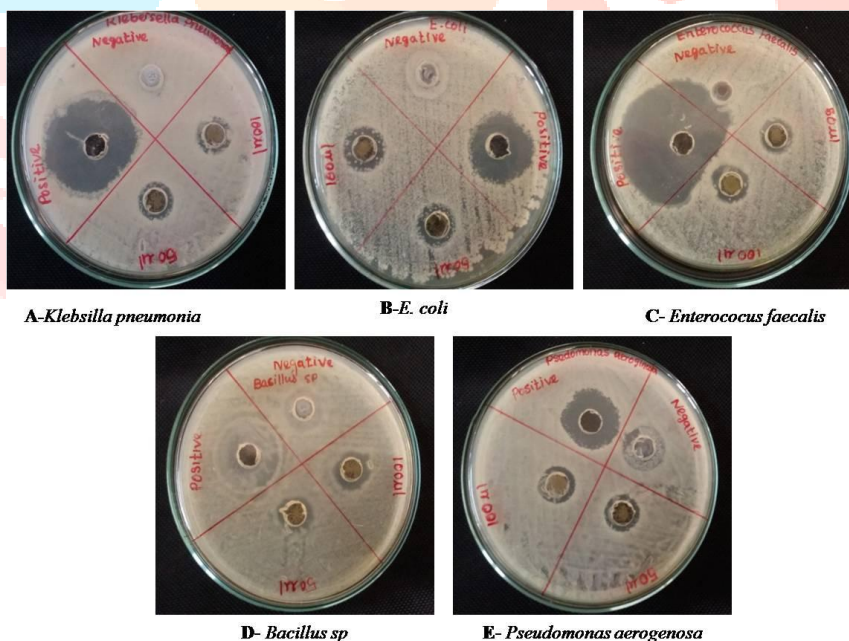 Klebsella Pneumonia
Negative
Positive
100µl
50µl
E.coli
Negative
100µl
Positive
50µl
Enterococus faecalis
Negative
Positive
50µl
100µl
A-Klebsilla pneumonia
B-E. coli
C- Enterococus faecalis
Negative
Bacillus sp
Positive
100µl
50µl
Pseudomonas aeroginosa
Positive
Negative
100µl
50µl
D- Bacillus sp
E- Pseudomonas aerogenosa